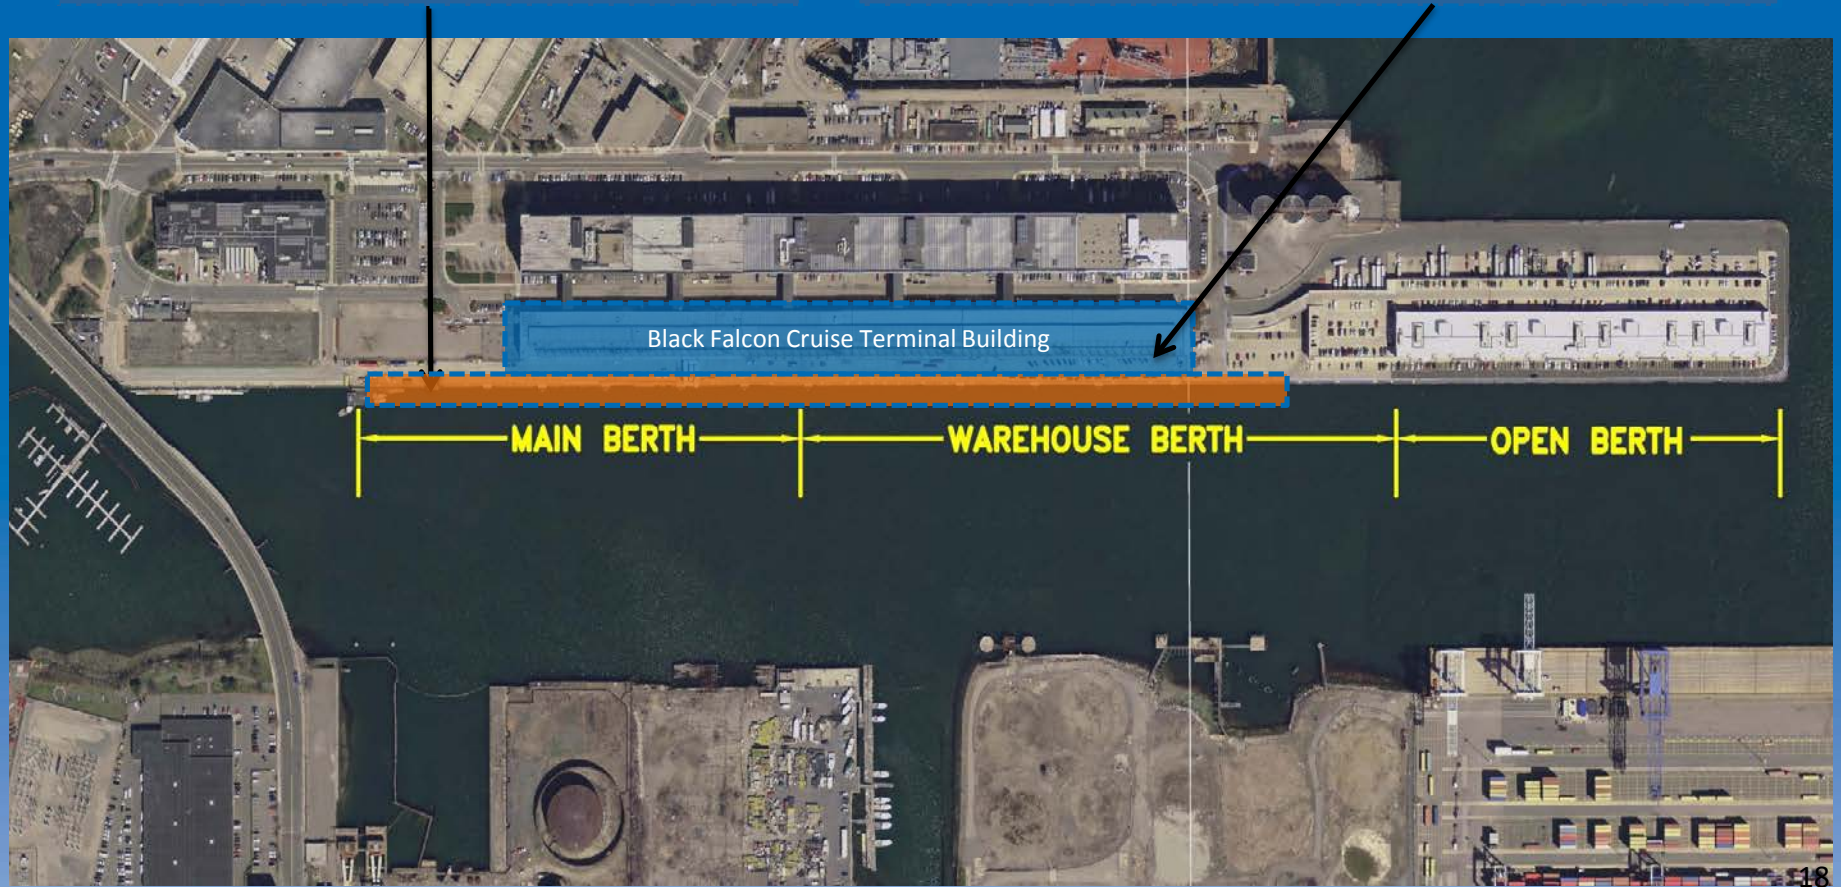 Black Falcon Cruise Terminal Building
MAIN BERTH
WAREHOUSE BERTH
OPEN BERTH
18